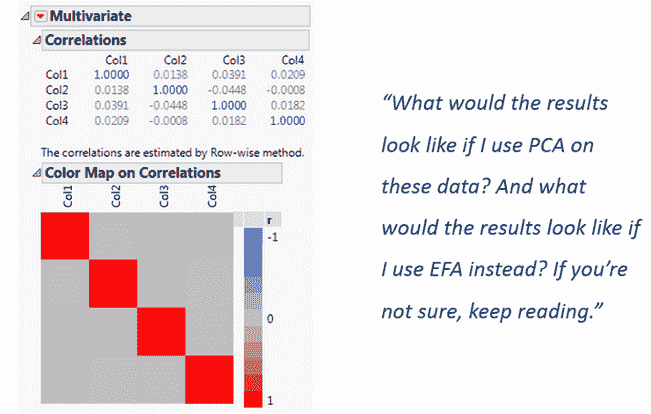 Multivariate
Correlations
Col1 Col2 Col3 Col4
Col1 1.0000 0.0138 0.0391 0.0209
Col2 0.0138 1.0000 -0.0448 -0.0008
Col3 0.0391 -0.0448 1.0000 0.0182
Col4 0.0209 -0.0008 0.0182 1.0000
The correlations are estimated by Row-wise method.
Color Map on Correlations
Col1 Col2 Col3 Col4
r
-1
0
1
“What would the results
look like if I use PCA on
these data? And what
would the results look like if
I use EFA instead? If you’re
not sure, keep reading.”